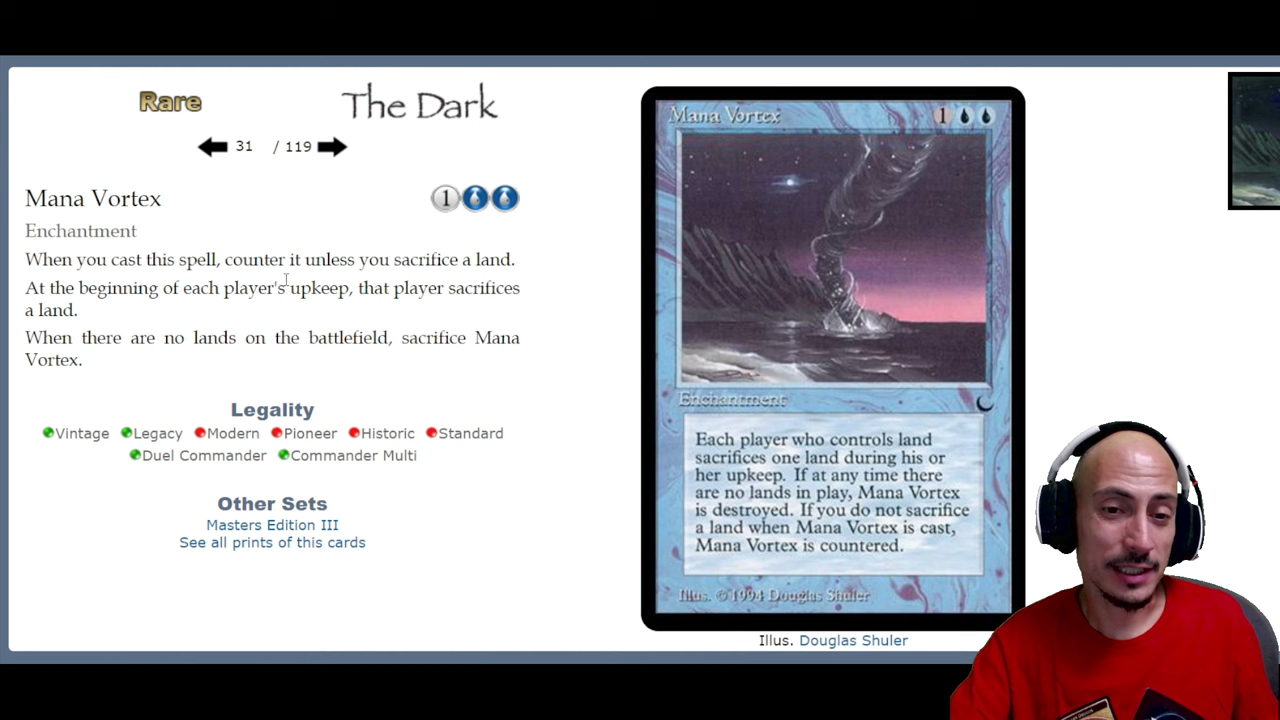 Rare
The Dark
31 / 119
Mana Vortex
1
Enchantment
When you cast this spell, counter it unless you sacrifice a land.
At the beginning of each player's upkeep, that player sacrifices
a land.
When there are no lands on the battlefield, sacrifice Mana
Vortex.
Legality
Vintage Legacy Modern Pioneer Historic Standard
Duel Commander Commander Multi
Other Sets
Masters Edition III
See all prints of this cards
Mana Vortex 1
Enchantment
Each player who controls land
sacrifices one land during his or
her upkeep. If at any time there
are no lands in play, Mana Vortex
is destroyed. If you do not sacrifice
a land when Mana Vortex is cast,
Mana Vortex is countered.
Illus. © 1994 Douglas Shuler
Illus. Douglas Shuler